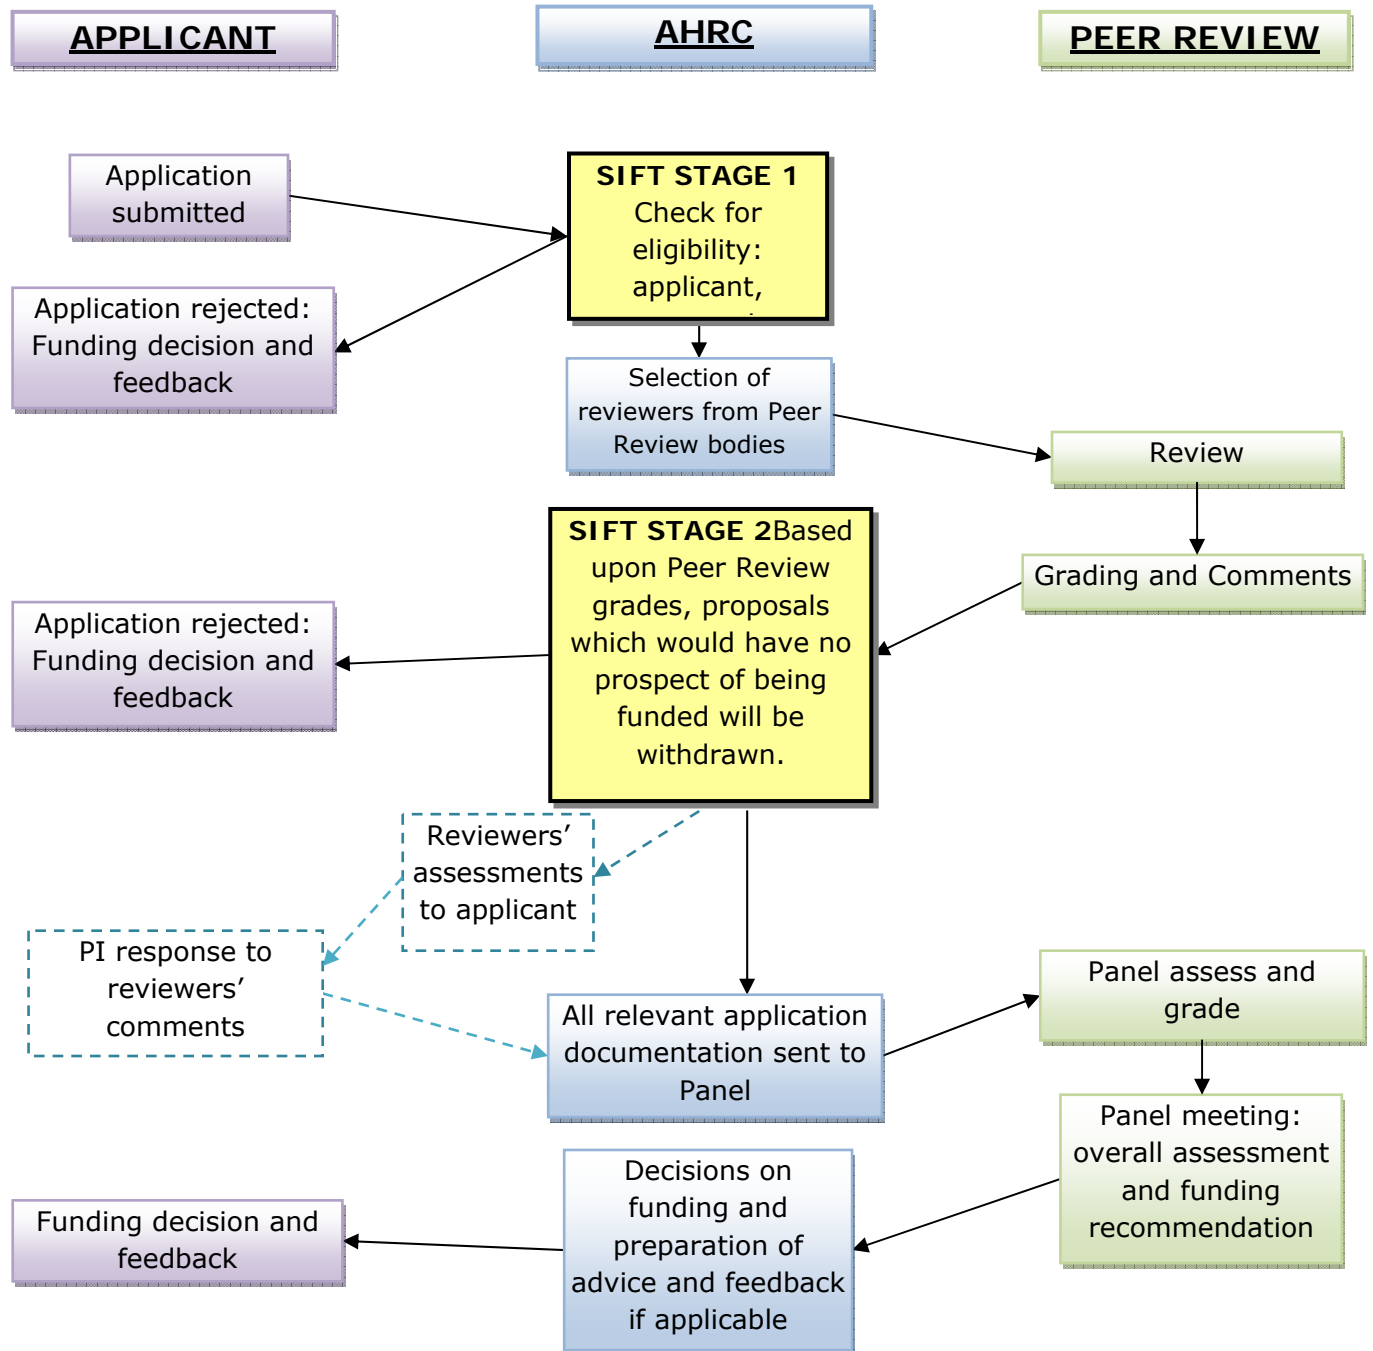 APPLICANT
AHRC
PEER REVIEW
Application
submitted
SIFT STAGE 1
Check for
eligibility:
applicant,
Application rejected:
Funding decision and
feedback
Selection of
reviewers from Peer
Review bodies
Review
Grading and Comments
SIFT STAGE 2Based
upon Peer Review
grades, proposals
which would have no
prospect of being
funded will be
withdrawn.
Application rejected:
Funding decision and
feedback
Reviewers’
assessments
to applicant
PI response to
reviewers’
comments
All relevant application
documentation sent to
Panel
Panel assess and
grade
Panel meeting:
overall assessment
and funding
recommendation
Decisions on
funding and
preparation of
advice and feedback
if applicable
Funding decision and
feedback